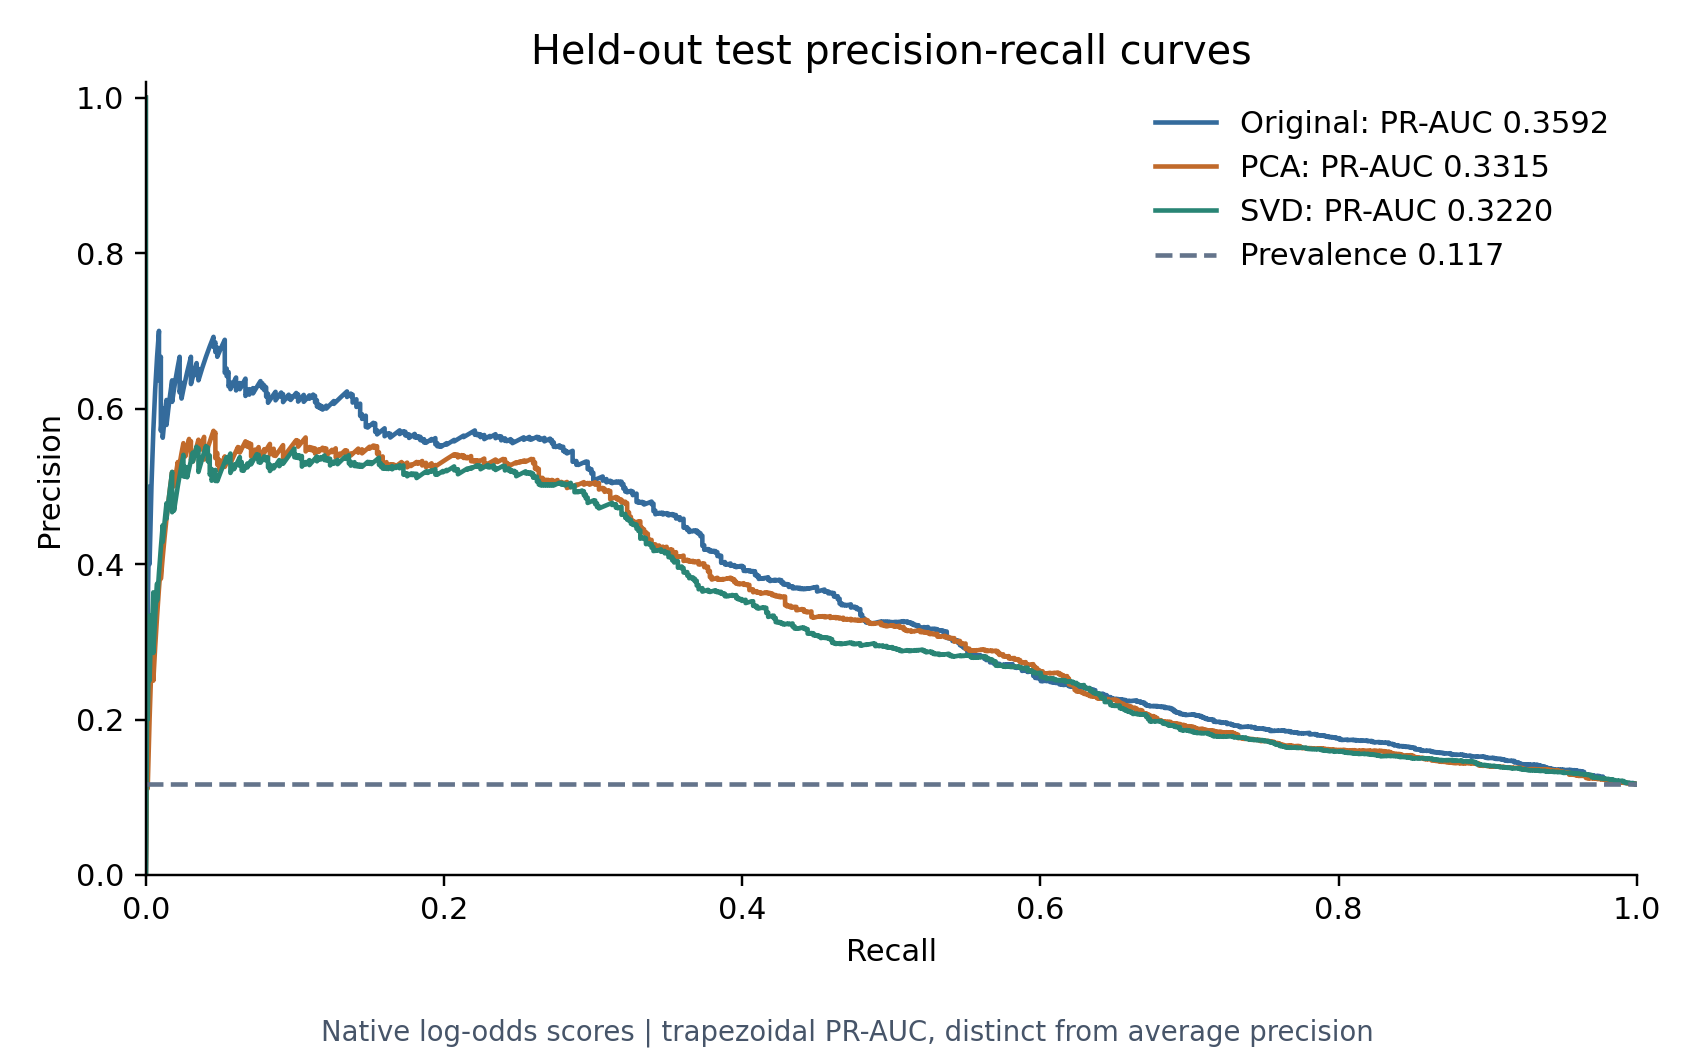 Held-out test precision-recall curves
Original: PR-AUC 0.3592
PCA: PR-AUC 0.3315
SVD: PR-AUC 0.3220
Prevalence 0.117
Precision
1.0
0.8
0.6
0.4
0.2
0.0
0.0 0.2 0.4 0.6 0.8 1.0
Recall
Native log-odds scores | trapezoidal PR-AUC, distinct from average precision